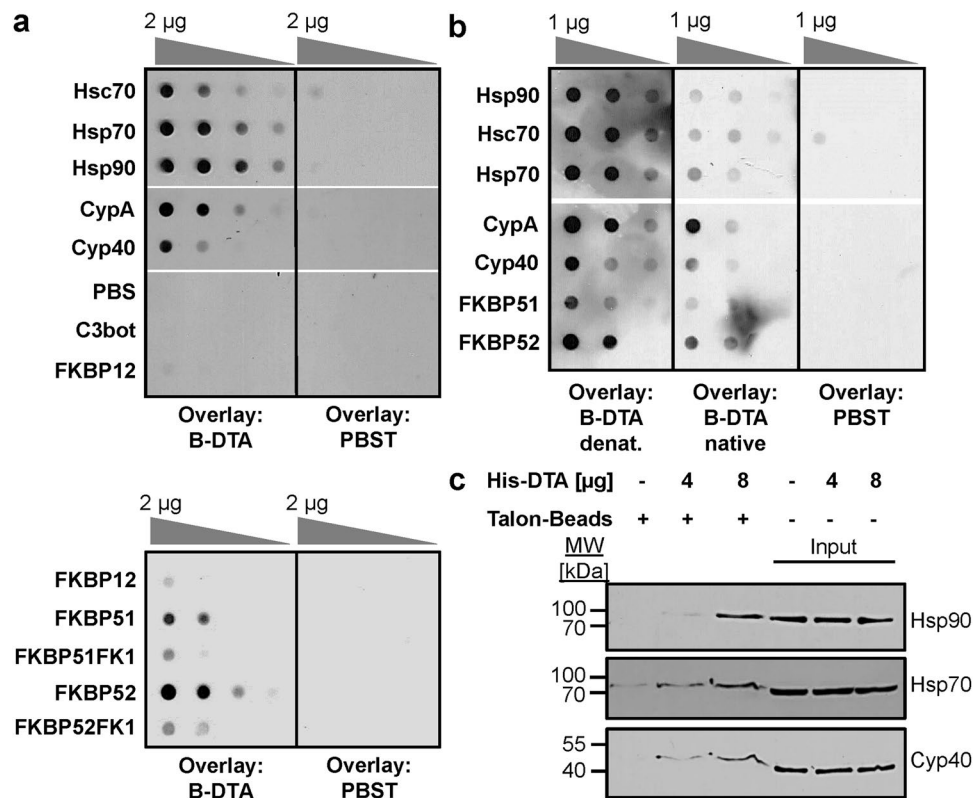 a
2 µg
2 µg
Hsc70
Hsp70
Hsp90
CypA
Cyp40
PBS
C3bot
FKBP12
Overlay:
B-DTA
Overlay:
PBST
2 µg
2 µg
FKBP12
FKBP51
FKBP51FK1
FKBP52
FKBP52FK1
Overlay:
B-DTA
Overlay:
PBST
b
1 µg
1 µg
1 µg
Hsp90
Hsc70
Hsp70
CypA
Cyp40
FKBP51
FKBP52
Overlay:
B-DTA
denat.
Overlay:
B-DTA
native
Overlay:
PBST
c
His-DTA [µg] - 4 8 - 4 8
Talon-Beads + + + - - -
MW
[kDa]
Input
100
70
Hsp90
100
70
Hsp70
55
40
Cyp40